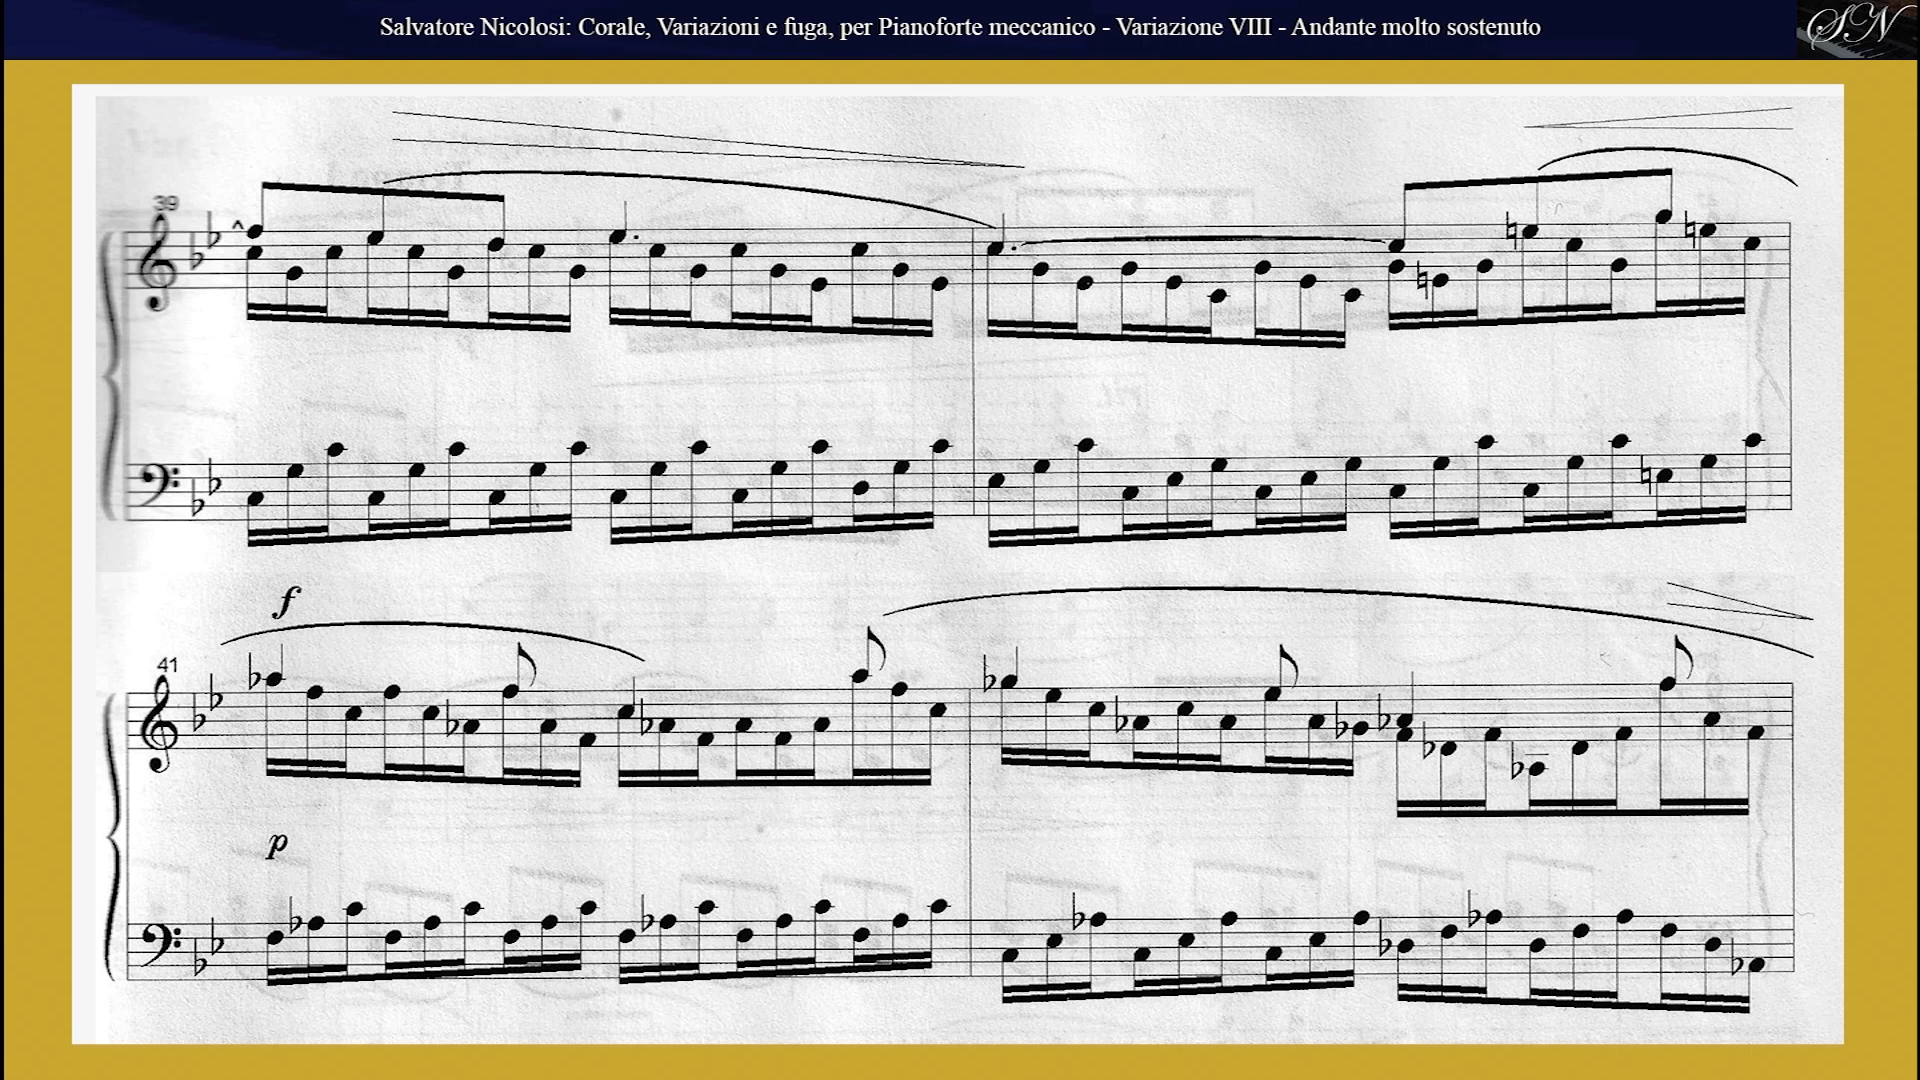 Salvatore Nicolosi: Corale, Variazioni e fuga, per Pianoforte meccanico - Variazione VIII - Andante molto sostenuto
SN
39
f
41
p